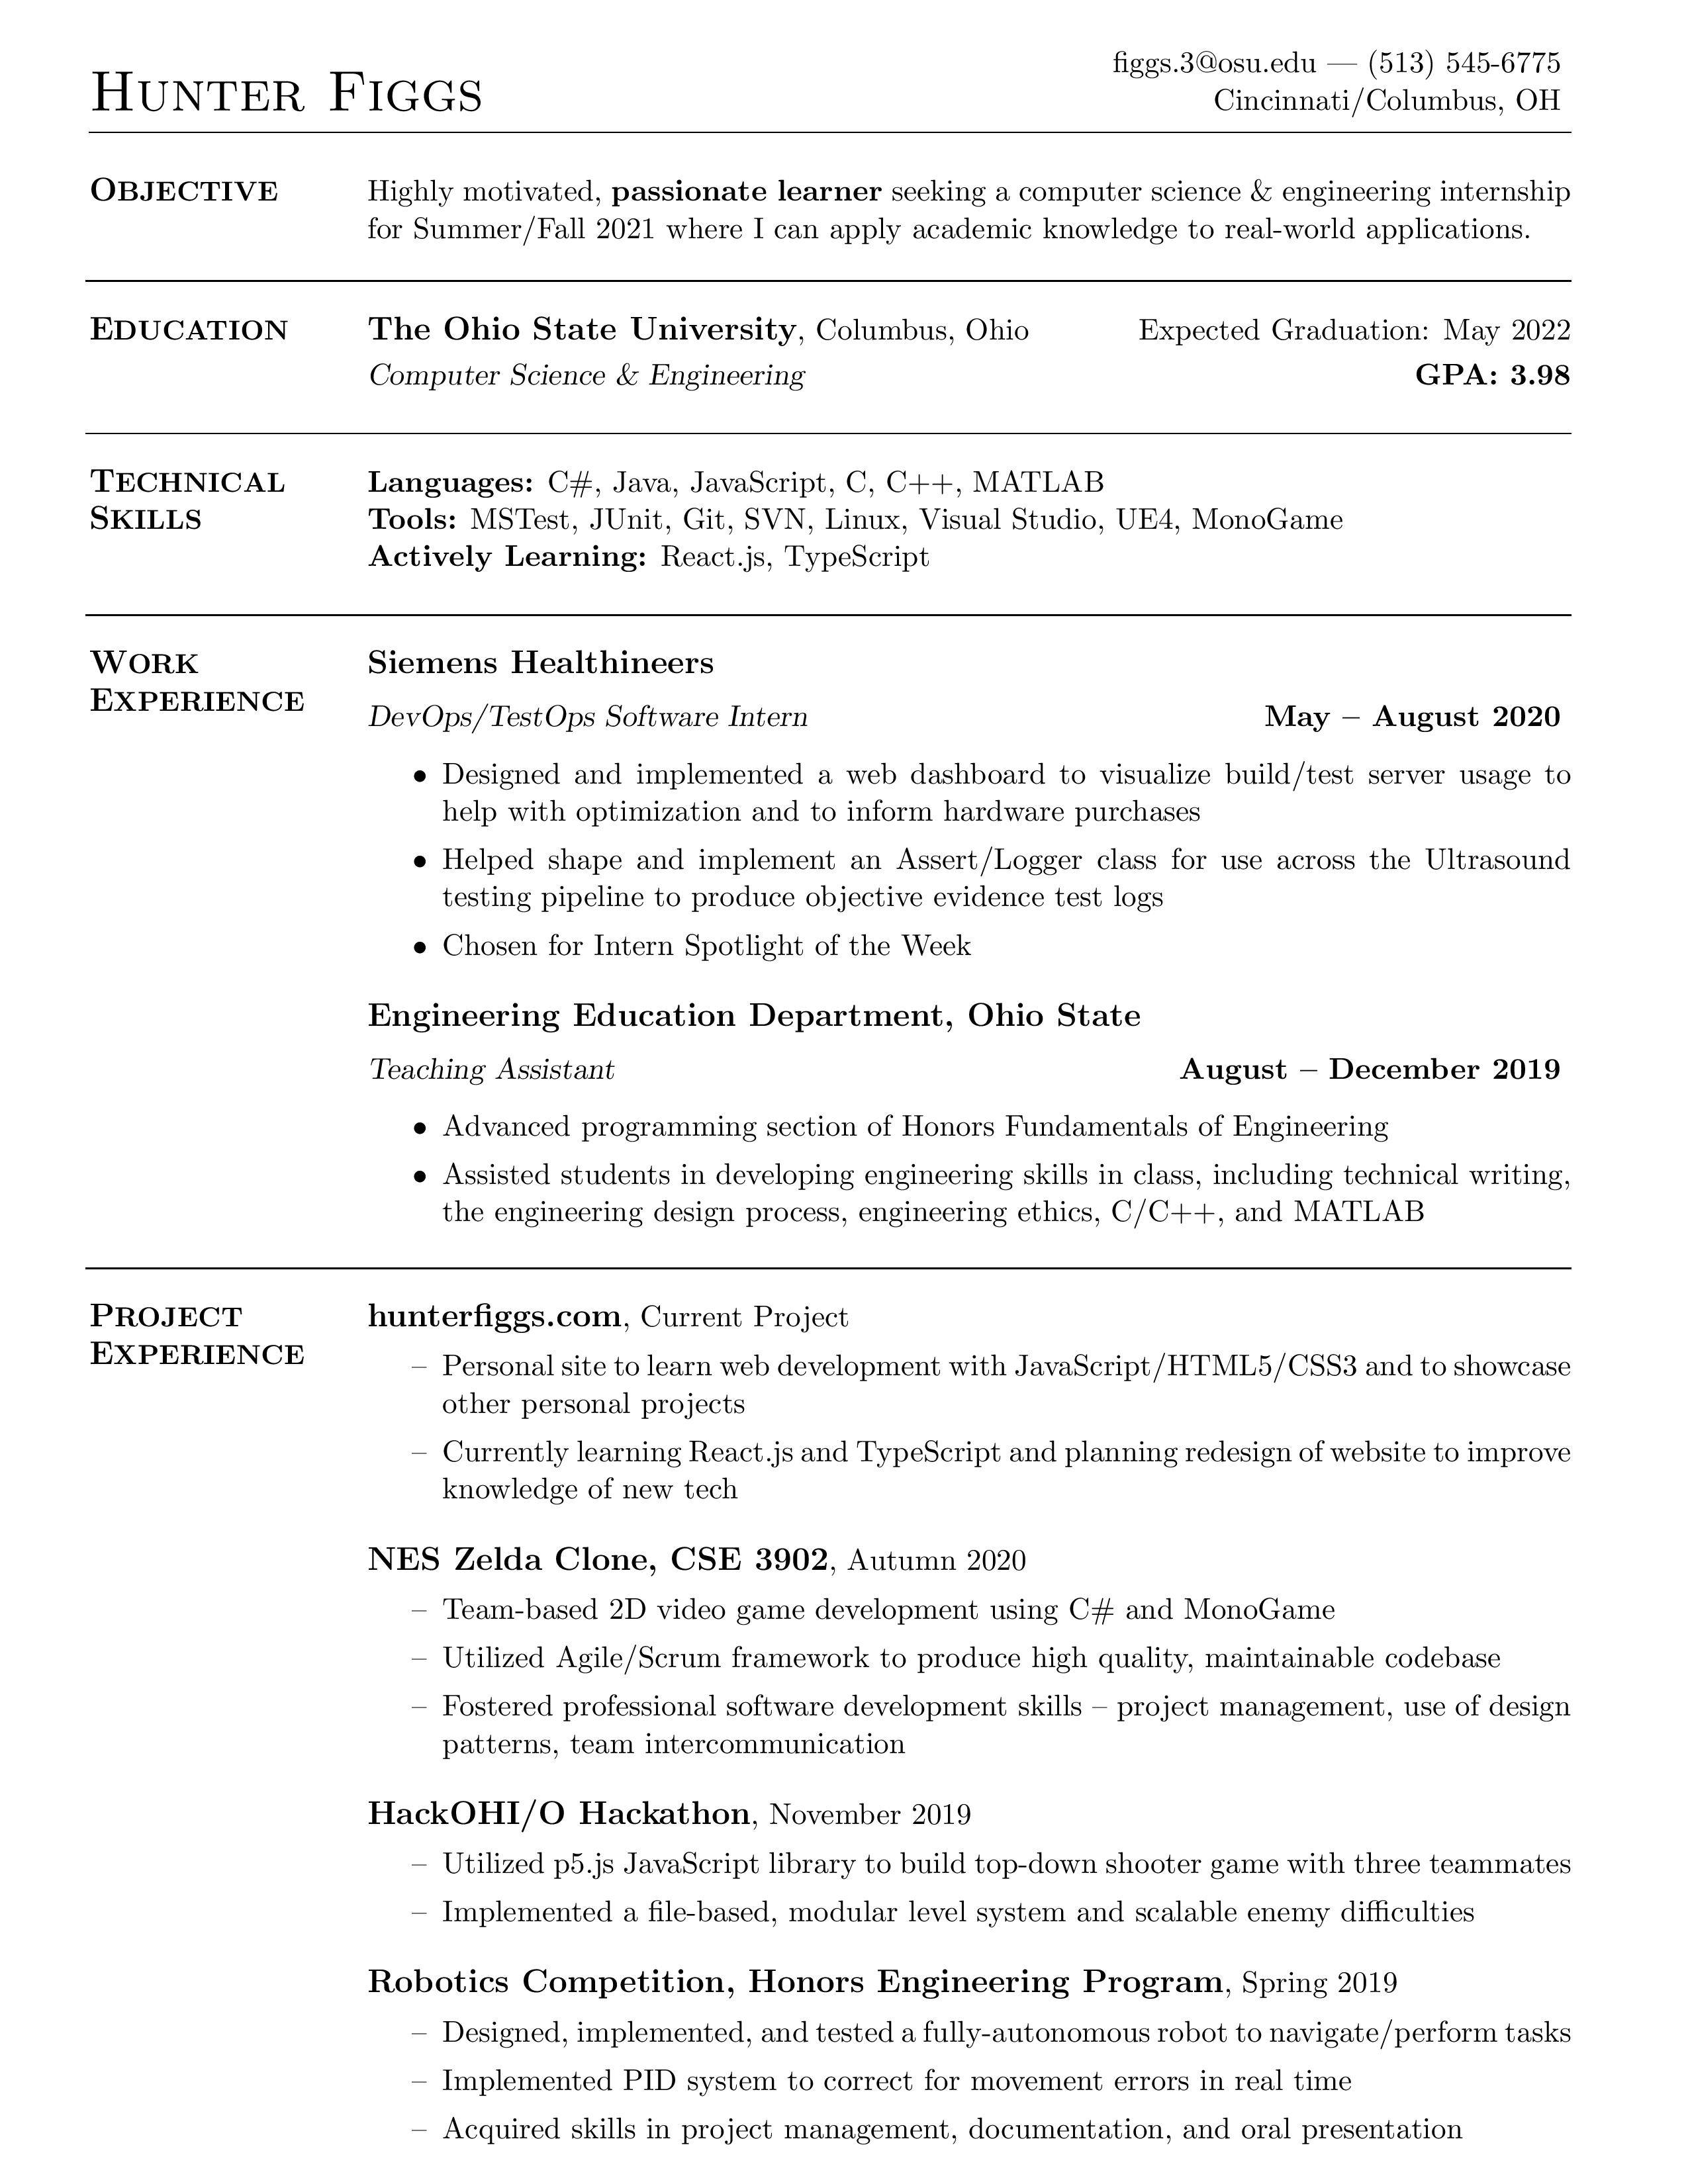 Hunter Figgs
figgs.3@osu.edu — (513) 545-6775
Cincinnati/Columbus, OH
Objective
Highly motivated, passionate learner seeking a computer science & engineering internship
for Summer/Fall 2021 where I can apply academic knowledge to real-world applications.
Education
The Ohio State University, Columbus, Ohio Expected Graduation: May 2022
Computer Science & Engineering GPA: 3.98
Technical
Skills
Languages: C#, Java, JavaScript, C, C++, MATLAB
Tools: MSTest, JUnit, Git, SVN, Linux, Visual Studio, UE4, MonoGame
Actively Learning: React.js, TypeScript
Work
Experience
Siemens Healthineers
DevOps/TestOps Software Intern May – August 2020
• Designed and implemented a web dashboard to visualize build/test server usage to
help with optimization and to inform hardware purchases
• Helped shape and implement an Assert/Logger class for use across the Ultrasound
testing pipeline to produce objective evidence test logs
• Chosen for Intern Spotlight of the Week
Engineering Education Department, Ohio State
Teaching Assistant August – December 2019
• Advanced programming section of Honors Fundamentals of Engineering
• Assisted students in developing engineering skills in class, including technical writing,
the engineering design process, engineering ethics, C/C++, and MATLAB
Project
Experience
hunterfiggs.com, Current Project
– Personal site to learn web development with JavaScript/HTML5/CSS3 and to showcase
other personal projects
– Currently learning React.js and TypeScript and planning redesign of website to improve
knowledge of new tech
NES Zelda Clone, CSE 3902, Autumn 2020
– Team-based 2D video game development using C# and MonoGame
– Utilized Agile/Scrum framework to produce high quality, maintainable codebase
– Fostered professional software development skills – project management, use of design
patterns, team intercommunication
HackOHI/O Hackathon, November 2019
– Utilized p5.js JavaScript library to build top-down shooter game with three teammates
– Implemented a file-based, modular level system and scalable enemy difficulties
Robotics Competition, Honors Engineering Program, Spring 2019
– Designed, implemented, and tested a fully-autonomous robot to navigate/perform tasks
– Implemented PID system to correct for movement errors in real time
– Acquired skills in project management, documentation, and oral presentation